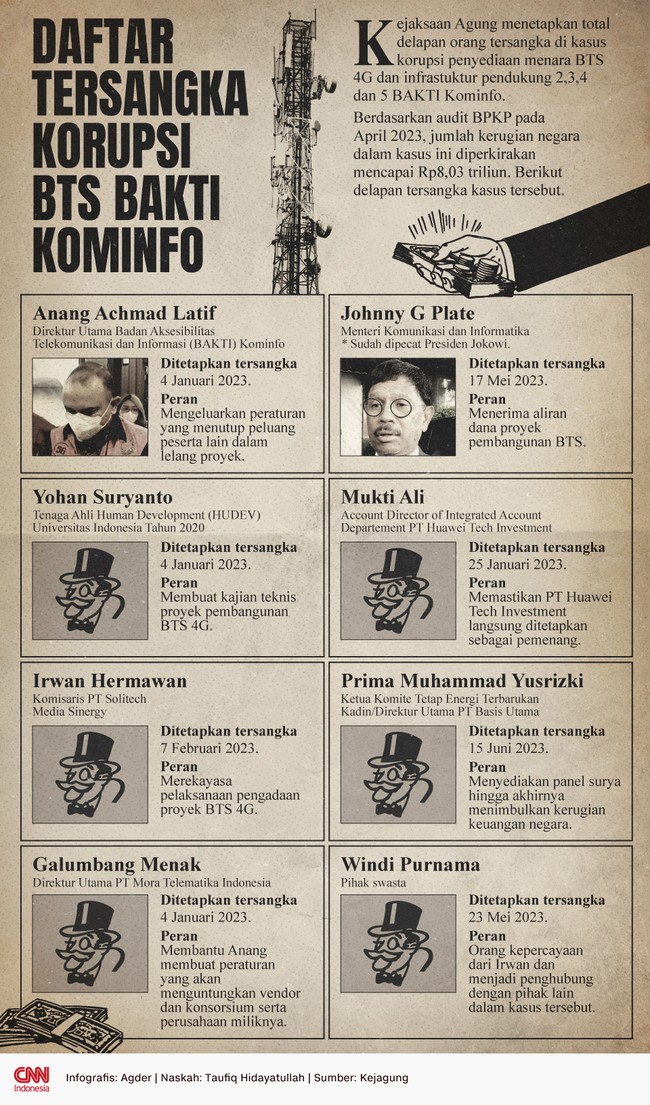 DAFTAR
TERSANGKA
KORUPSI
BTS BAKTI
KOMINFO
Kejaksaan Agung menetapkan total
delapan orang tersangka di kasus
korupsi penyediaan menara BTS
4G dan infrastuktur pendukung 2,3,4
dan 5 BAKTI Kominfo.
Berdasarkan audit BPKP pada
April 2023, jumlah kerugian negara
dalam kasus ini diperkirakan
mencapai Rp8,03 triliun. Berikut
delapan tersangka kasus tersebut.
Anang Achmad Latif
Direktur Utama Badan Aksesibilitas
Telekomunikasi dan Informasi (BAKTI) Kominfo
Ditetapkan tersangka
4 Januari 2023.
Peran
Mengeluarkan peraturan
yang menutup peluang
peserta lain dalam
lelang proyek.
Johnny G Plate
Menteri Komunikasi dan Informatika
* Sudah dipecat Presiden Jokowi.
Ditetapkan tersangka
17 Mei 2023.
Peran
Menerima aliran
dana proyek
pembangunan BTS.
Yohan Suryanto
Tenaga Ahli Human Development (HUDEV)
Universitas Indonesia Tahun 2020
Ditetapkan tersangka
4 Januari 2023.
Peran
Membuat kajian teknis
proyek pembangunan
BTS 4G.
Mukti Ali
Account Director of Integrated Account
Departement PT Huawei Tech Investment
Ditetapkan tersangka
25 Januari 2023.
Peran
Memastikan PT Huawei
Tech Investment
langsung ditetapkan
sebagai pemenang.
Irwan Hermawan
Komisaris PT Solitech
Media Sinergy
Ditetapkan tersangka
7 Februari 2023.
Peran
Merekayasa
pelaksanaan pengadaan
proyek BTS 4G.
Prima Muhammad Yusrizki
Ketua Komite Tetap Energi Terbarukan
Kadin/Direktur Utama PT Basis Utama
Ditetapkan tersangka
15 Juni 2023.
Peran
Menyediakan panel surya
hingga akhirnya
menimbulkan kerugian
keuangan negara.
Galumbang Menak
Direktur Utama PT Mora Telematika Indonesia
Ditetapkan tersangka
4 Januari 2023.
Peran
Membantu Anang
membuat peraturan
yang akan
menguntungkan vendor
dan konsorsium serta
perusahaan miliknya.
Windi Purnama
Pihak swasta
Ditetapkan tersangka
23 Mei 2023.
Peran
Orang kepercayaan
dari Irwan dan
menjadi penghubung
dengan pihak lain
dalam kasus tersebut.
CNN
Indonesia
Infografis: Agder | Naskah: Taufiq Hidayatullah | Sumber: Kejagung